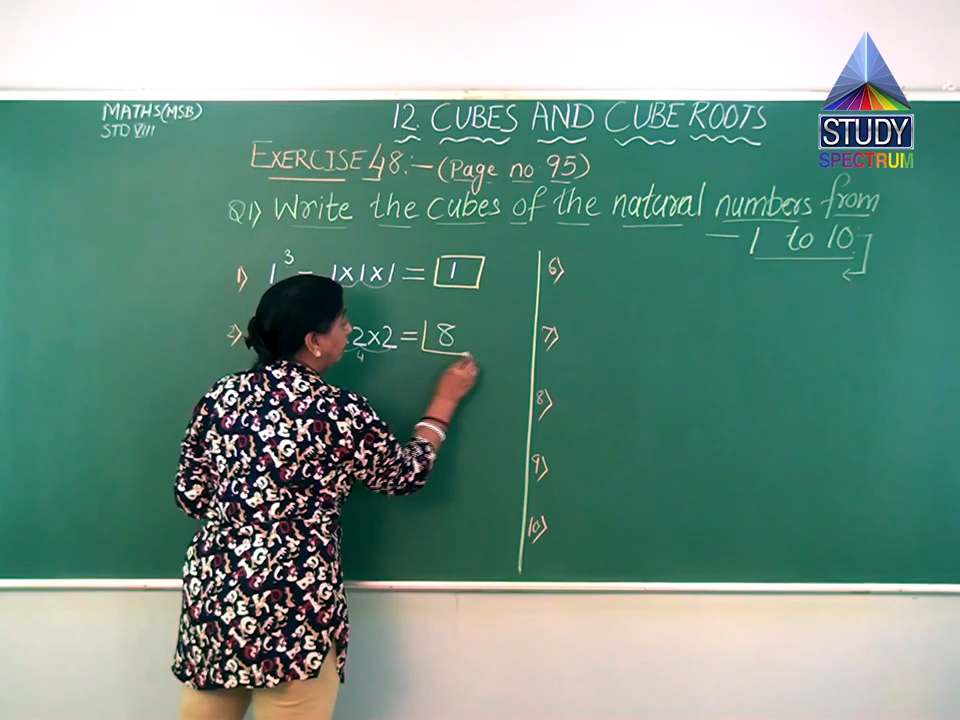 MATHS(MSB)
STD VIII
12. CUBES AND CUBE ROOTS
STUDY
SPECTRUM
EXERCISE 48:- (Page no 95)
Q1) Write the cubes of the natural numbers from
- 1 to 10.
1) 1³ = 1x1x1 = 1
2) 2x2 = 8
4
6)
7)
8)
9)
10)